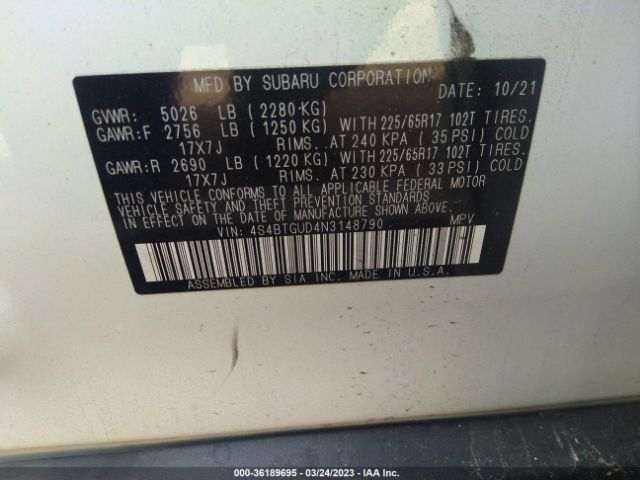 MFD BY SUBARU CORPORATION DATE: 10/21
GVWR: 5026 LB (2280 KG)
GAWR:F 2756 LB (1250 KG) WITH 225/65R17 102T TIRES.
17X7J RIMS. AT 240 KPA (35 PSI) COLD
GAWR:R 2690 LB (1220 KG) WITH 225/65R17 102T TIRES.
17X7J RIMS. AT 230 KPA (33 PSI) COLD
THIS VEHICLE CONFORMS TO ALL APPLICABLE FEDERAL MOTOR
VEHICLE SAFETY AND THEFT PREVENTION STANDARDS
DATE OF MANUFACTURE SHOWN ABOVE.
VIN: 4S4BTGUD4N3148790 MPV
ASSEMBLED BY SIA INC. MADE IN U.S.A.
000-36189695 - 03/24/2023 - IAA Inc.